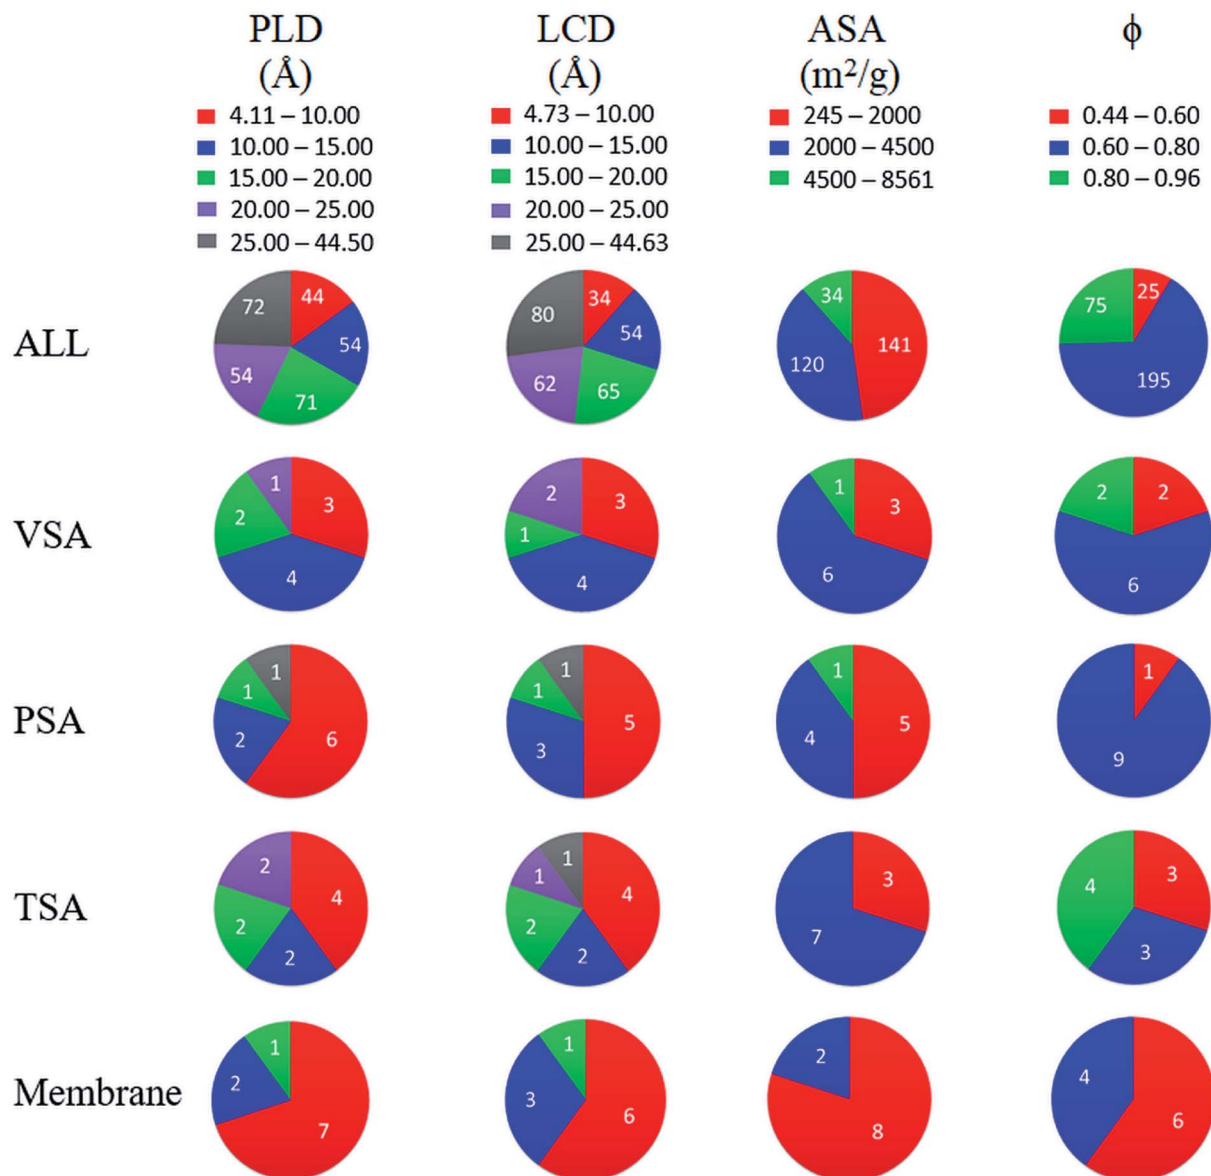 PLD LCD ASA ϕ
(Å) (Å) (m²/g)
4.11 – 10.00 4.73 – 10.00 245 – 2000 0.44 – 0.60
10.00 – 15.00 10.00 – 15.00 2000 – 4500 0.60 – 0.80
15.00 – 20.00 15.00 – 20.00 4500 – 8561 0.80 – 0.96
20.00 – 25.00 20.00 – 25.00
25.00 – 44.50 25.00 – 44.63
ALL
72 44 54 71 54
80 34 54 65 62
34 141 120
75 25 195
VSA
1 3 4 2
2 3 4 1
1 3 6
2 2 6
PSA
1 6 2 1
1 5 3 1
1 5 4
1 9
TSA
2 4 2 2
1 4 2 2 1
3 7
4 3 3
Membrane
1 7 2
1 6 3
2 8
4 6